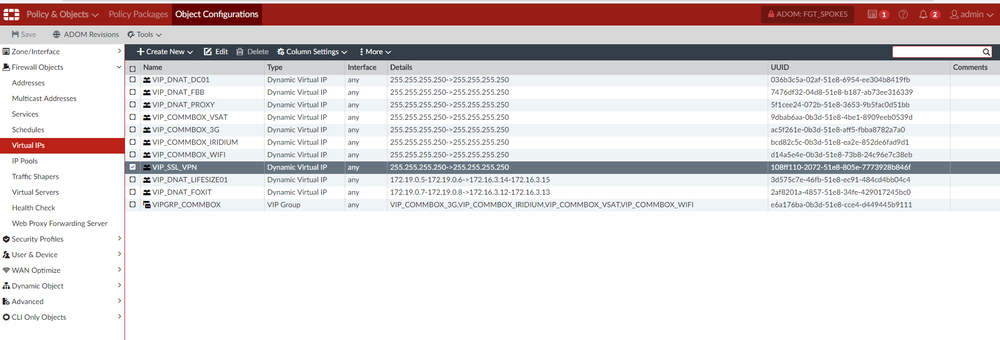 Policy & Objects Policy Packages Object Configurations ADOM: FGT_SPOKES 1 2 admin
Save ADOM Revisions Tools
Create New Edit Delete Column Settings More
Name Type Interface Details UUID Comments
VIP_DNAT_DC01 Dynamic Virtual IP any 255.255.255.250->255.255.255.250 036b3c5a-02af-51e8-6954-ee304b8419fb
VIP_DNAT_FBB Dynamic Virtual IP any 255.255.255.250->255.255.255.250 7476df32-04d8-51e8-b187-ab73ee316339
VIP_DNAT_PROXY Dynamic Virtual IP any 255.255.255.250->255.255.255.250 5f1cee24-072b-51e8-3653-9b5fac0d51bb
VIP_COMMBOX_VSAT Dynamic Virtual IP any 255.255.255.250->255.255.255.250 9dbab6aa-0b3d-51e8-4be1-8909eeb0539d
VIP_COMMBOX_3G Dynamic Virtual IP any 255.255.255.250->255.255.255.250 ac5f261e-0b3d-51e8-aff5-fbba8782a7a0
VIP_COMMBOX_IRIDIUM Dynamic Virtual IP any 255.255.255.250->255.255.255.250 bcd82c5c-0b3d-51e8-ea2e-852de6fad9d1
VIP_COMMBOX_WIFI Dynamic Virtual IP any 255.255.255.250->255.255.255.250 d14a5e4e-0b3d-51e8-73b8-24c96e7c38eb
VIP_SSL_VPN Dynamic Virtual IP any 255.255.255.250->255.255.255.250 108ff110-2072-51e8-805e-7773928b846f
VIP_DNAT_LIFESIZE01 Dynamic Virtual IP any 172.19.0.5-172.19.0.6->172.16.3.14-172.16.3.15 3d575c7e-46fb-51e8-ec91-484cd4bb04c4
VIP_DNAT_FOXIT Dynamic Virtual IP any 172.19.0.7-172.19.0.8->172.16.3.12-172.16.3.13 2af8201a-4857-51e8-34fe-429017245bc0
VIPGRP_COMMBOX VIP Group any VIP_COMMBOX_3G,VIP_COMMBOX_IRIDIUM,VIP_COMMBOX_VSAT,VIP_COMMBOX_WIFI e6a176ba-0b3d-51e8-cce4-d449445b9111
Zone/Interface
Firewall Objects
Addresses
Multicast Addresses
Services
Schedules
Virtual IPs
IP Pools
Traffic Shapers
Virtual Servers
Health Check
Web Proxy Forwarding Server
Security Profiles
User & Device
WAN Optimize
Dynamic Object
Advanced
CLI Only Objects